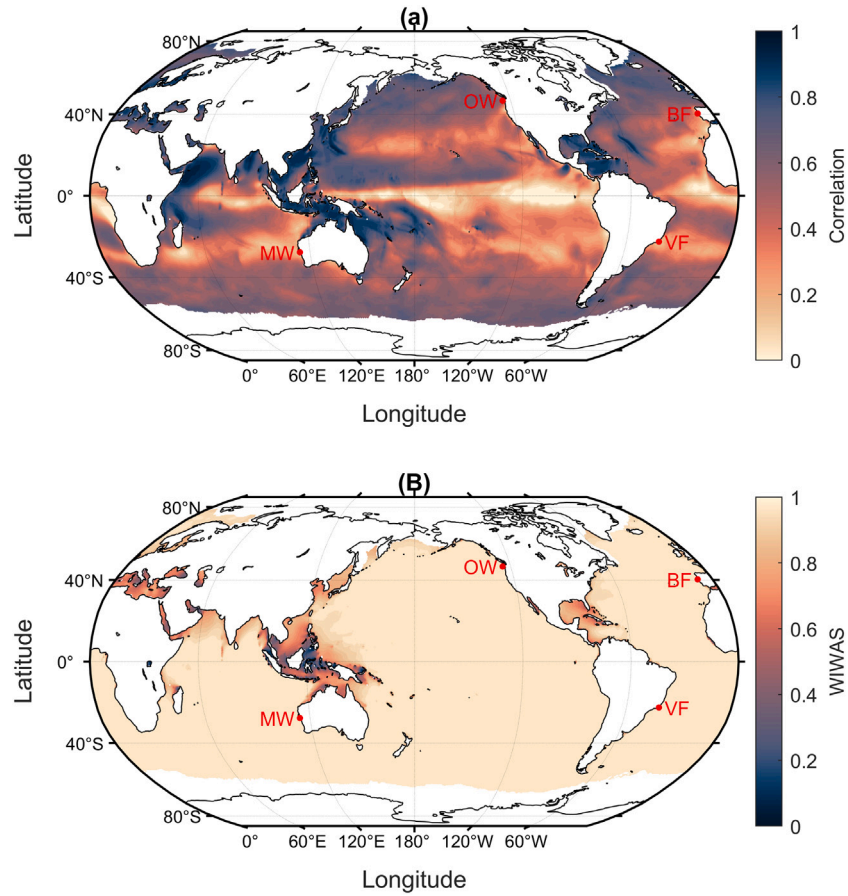 (a)
80°N
40°N
0°
40°S
80°S
Latitude
OW
BF
MW
VF
0° 60°E 120°E 180° 120°W 60°W
Longitude
1
0.8
0.6
0.4
0.2
0
Correlation
(B)
80°N
40°N
0°
40°S
80°S
Latitude
OW
BF
MW
VF
0° 60°E 120°E 180° 120°W 60°W
Longitude
1
0.8
0.6
0.4
0.2
0
WIWAS